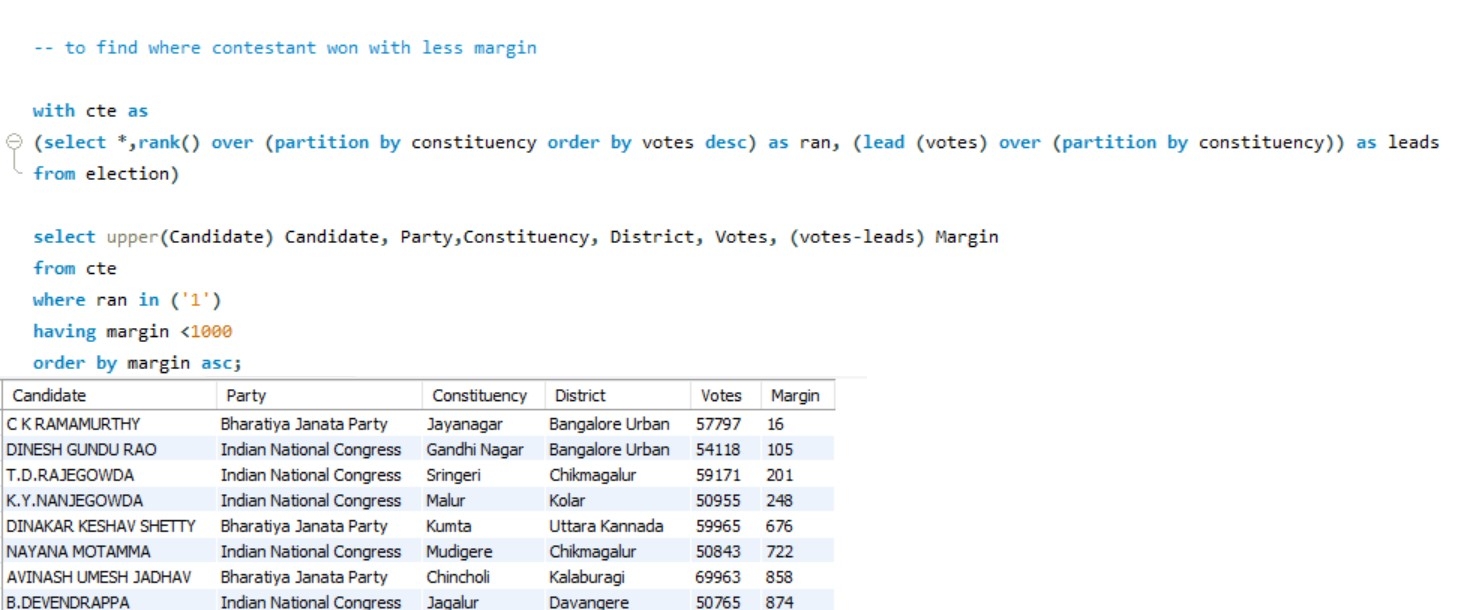 -- to find where contestant won with less margin
with cte as
(select *,rank() over (partition by constituency order by votes desc) as ran, (lead (votes) over (partition by constituency)) as leads
from election)
select upper(Candidate) Candidate, Party,Constituency, District, Votes, (votes-leads) Margin
from cte
where ran in ('1')
having margin <1000
order by margin asc;
Candidate Party Constituency District Votes Margin
C K RAMAMURTHY Bharatiya Janata Party Jayanagar Bangalore Urban 57797 16
DINESH GUNDU RAO Indian National Congress Gandhi Nagar Bangalore Urban 54118 105
T.D.RAJEGOWDA Indian National Congress Sringeri Chikmagalur 59171 201
K.Y.NANJEGOWDA Indian National Congress Malur Kolar 50955 248
DINAKAR KESHAV SHETTY Bharatiya Janata Party Kumta Uttara Kannada 59965 676
NAYANA MOTAMMA Indian National Congress Mudigere Chikmagalur 50843 722
AVINASH UMESH JADHAV Bharatiya Janata Party Chincholi Kalaburagi 69963 858
B.DEVENDRAPPA Indian National Congress Jagalur Davangere 50765 874